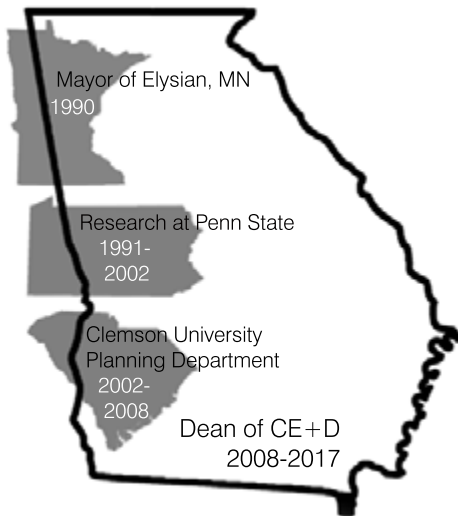 Mayor of Elysian, MN
1990
Research at Penn State
1991-
2002
Clemson University
Planning Department
2002-
2008
Dean of CE+D
2008-2017